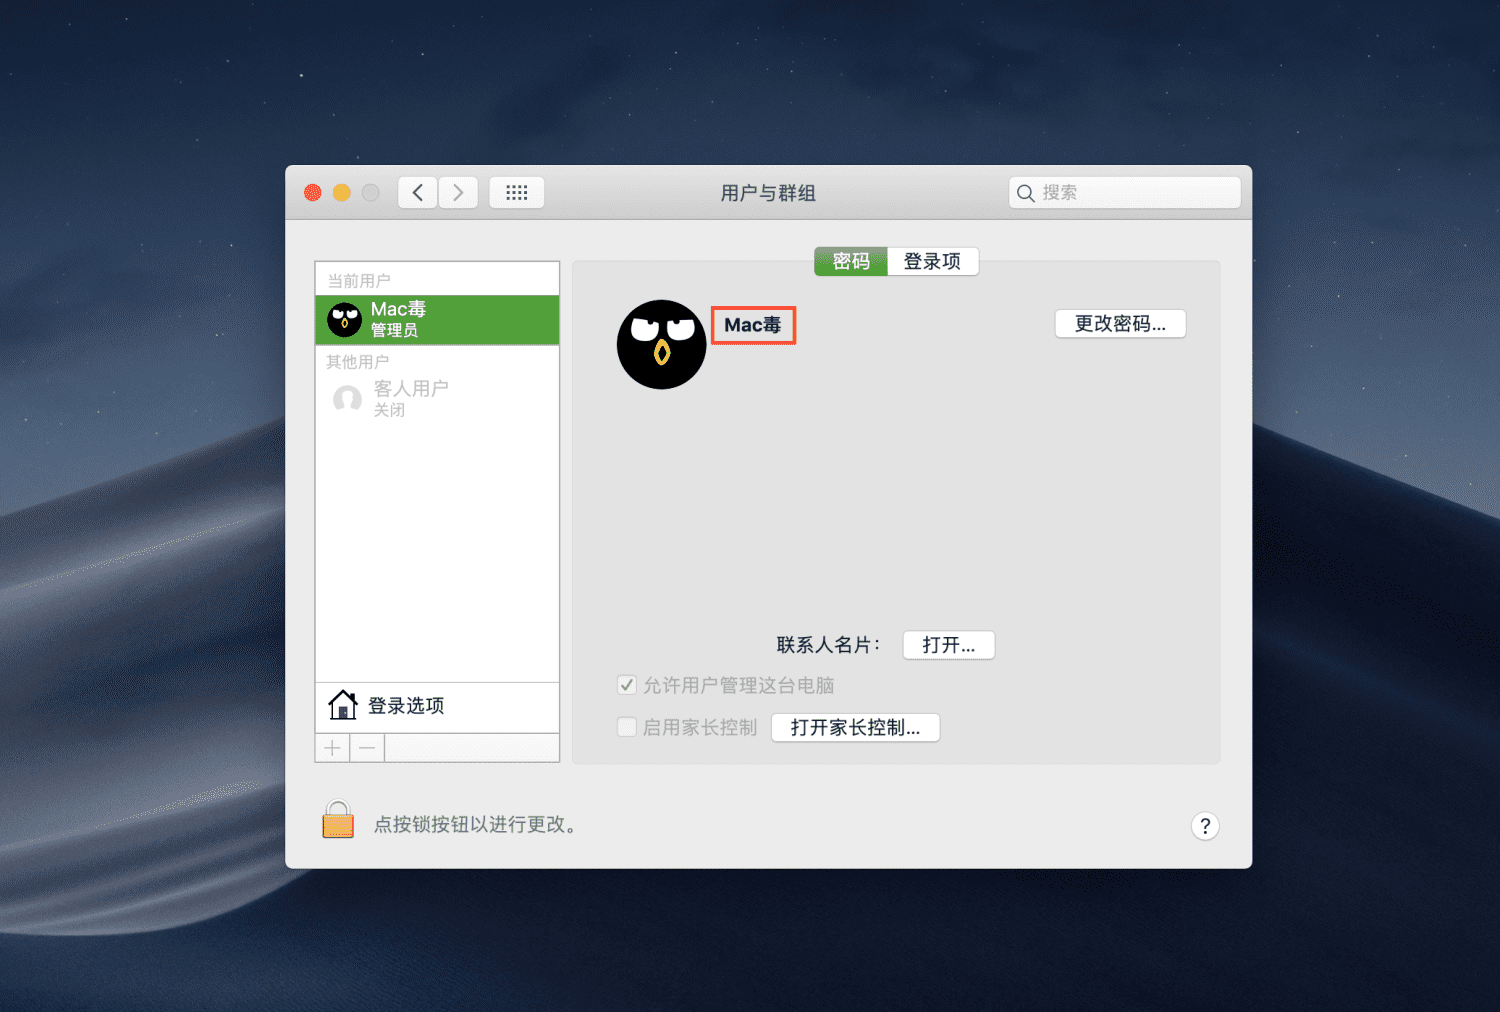 用户与群组
搜索
密码
登录项
当前用户
Mac毒
管理员
其他用户
客人用户
关闭
登录选项
Mac毒
更改密码...
联系人名片：
打开...
允许用户管理这台电脑
启用家长控制
打开家长控制...
点按锁按钮以进行更改。
?